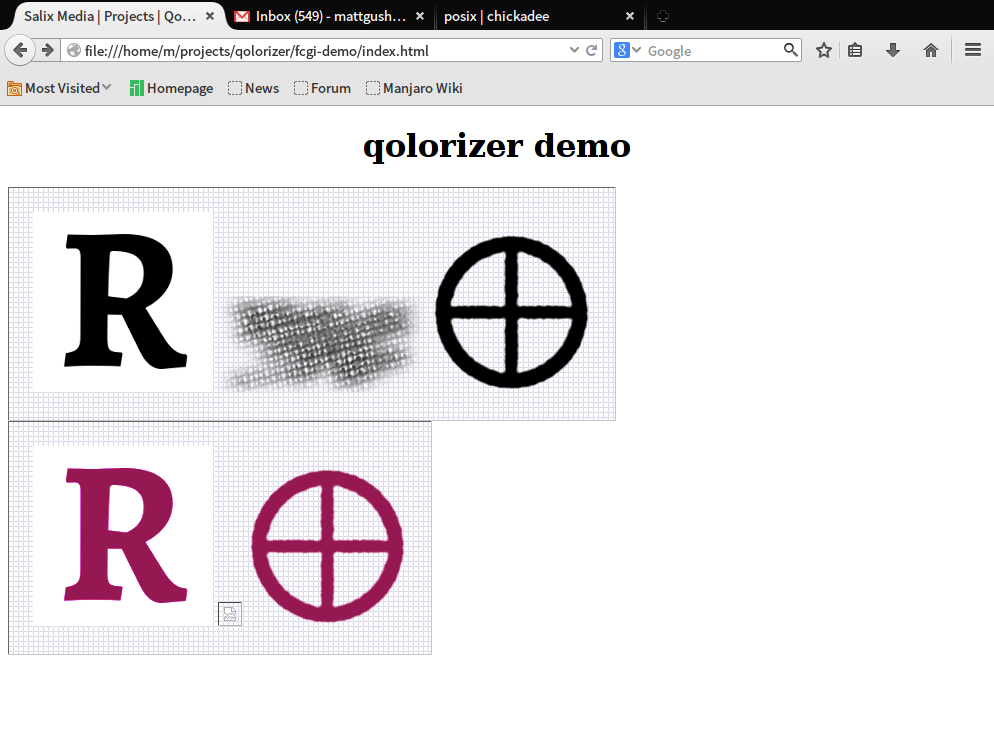 Salix Media | Projects | Qo...
Inbox (549) - mattgush...
posix | chickadee
file:///home/m/projects/qolorizer/fcgi-demo/index.html
8 Google
Most Visited
Homepage
News
Forum
Manjaro Wiki
qolorizer demo
R
R